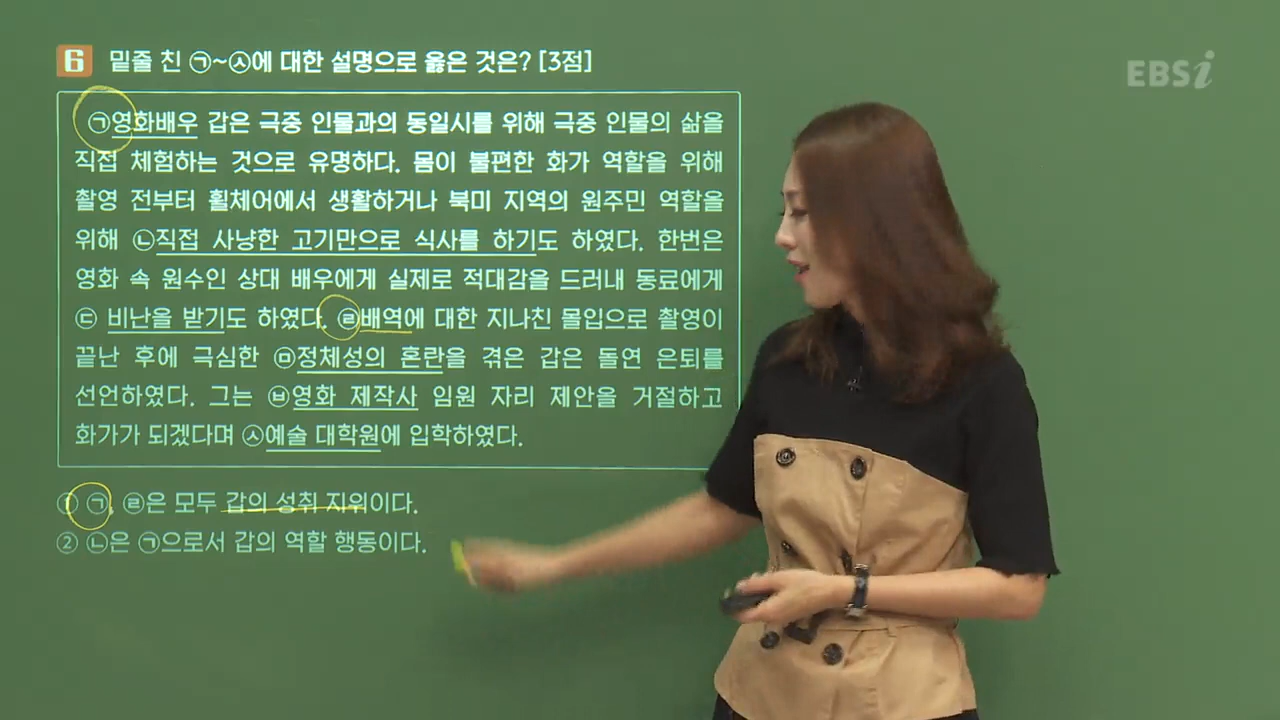 6 밑줄 친 ㉠~㉦에 대한 설명으로 옳은 것은? [3점]
EBSi
㉠영화배우 갑은 극중 인물과의 동일시를 위해 극중 인물의 삶을
직접 체험하는 것으로 유명하다. 몸이 불편한 화가 역할을 위해
촬영 전부터 휠체어에서 생활하거나 북미 지역의 원주민 역할을
위해 ㉡직접 사냥한 고기만으로 식사를 하기도 하였다. 한번은
영화 속 원수인 상대 배우에게 실제로 적대감을 드러내 동료에게
㉢ 비난을 받기도 하였다. ㉣배역에 대한 지나친 몰입으로 촬영이
끝난 후에 극심한 ㉤정체성의 혼란을 겪은 갑은 돌연 은퇴를
선언하였다. 그는 ㉥영화 제작사 임원 자리 제안을 거절하고
화가가 되겠다며 ㉦예술 대학원에 입학하였다.
① ㉠, ㉣은 모두 갑의 성취 지위이다.
② ㉡은 ㉠으로서 갑의 역할 행동이다.